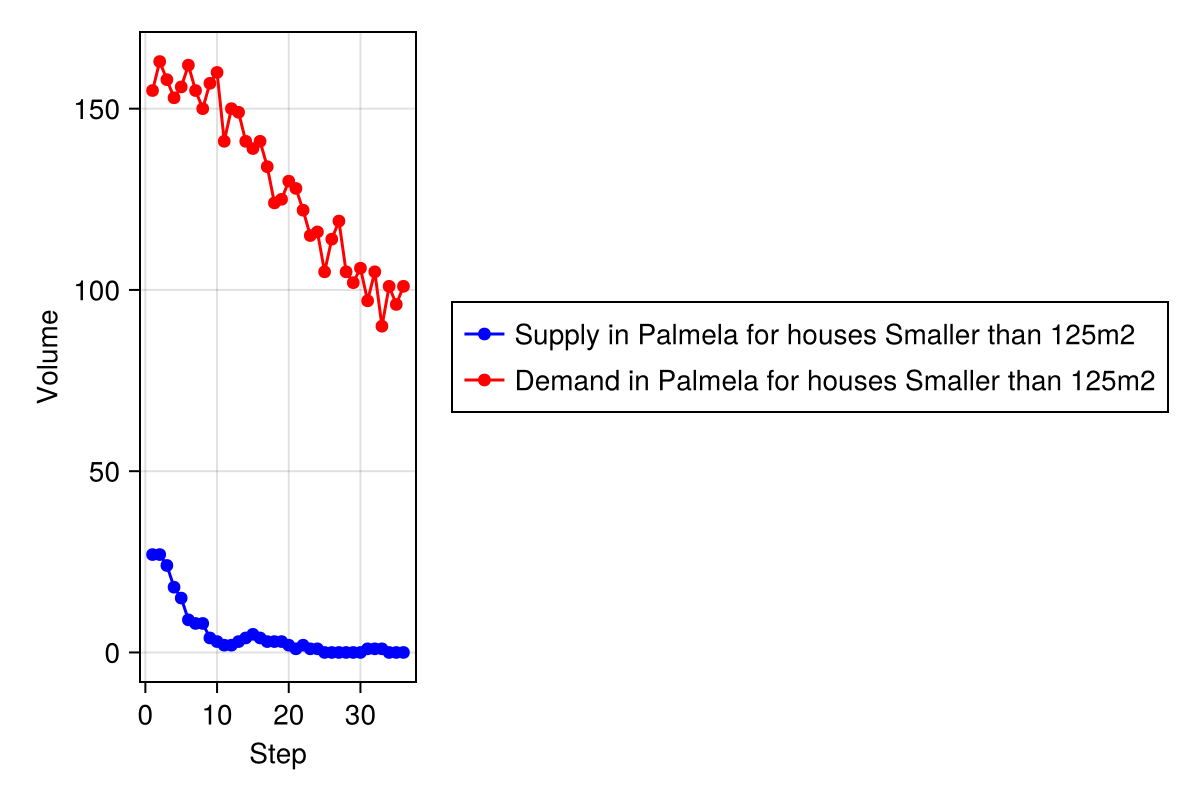 150
100
50
0
Volume
0 10 20 30
Step
Supply in Palmela for houses Smaller than 125m2
Demand in Palmela for houses Smaller than 125m2